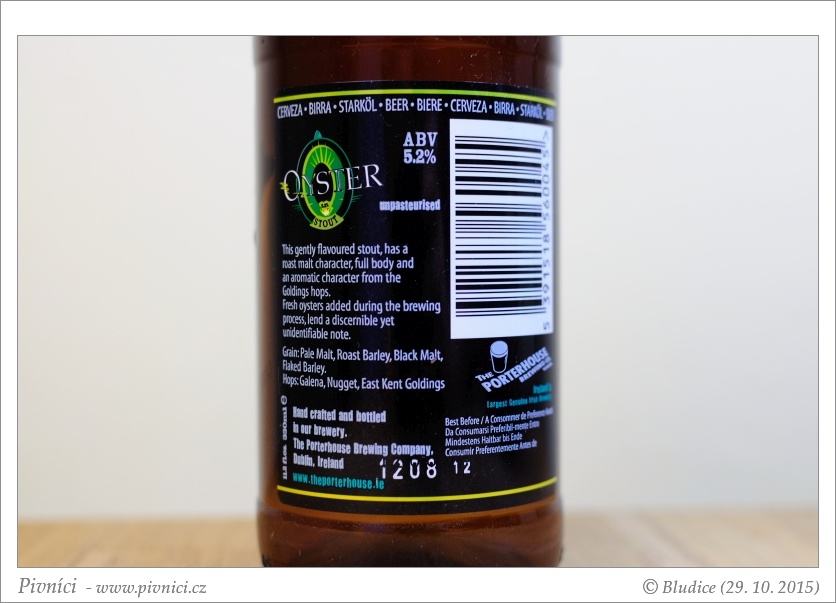 CERVEZA • BIRRA • STARKÖL • BEER • BIERE • CERVEZA • BIRRA • STARKÖL •
OYSTER
STOUT
ABV
5.2%
unpasteurised
This gently flavoured stout, has a
roast malt character, full body and
an aromatic character from the
Goldings hops.
Fresh oysters added during the brewing
process, lend a discernible yet
unidentifiable note.
Grain: Pale Malt, Roast Barley, Black Malt,
Flaked Barley.
Hops: Galena, Nugget, East Kent Goldings
Hand crafted and bottled
in our brewery.
The Porterhouse Brewing Company,
Dublin, Ireland
www.theporterhouse.ie
330ml e
THE
PORTERHOUSE
Largest Genuine Irish
Best Before / A Consommer de Preference Avant
Da Consumarsi Preferibil-mente Entro
Mindestens Haltbar bis Ende
Consumir Preferentemente Antes de
1208 12
Pivníci - www.pivnici.cz
© Bludice (29. 10. 2015)